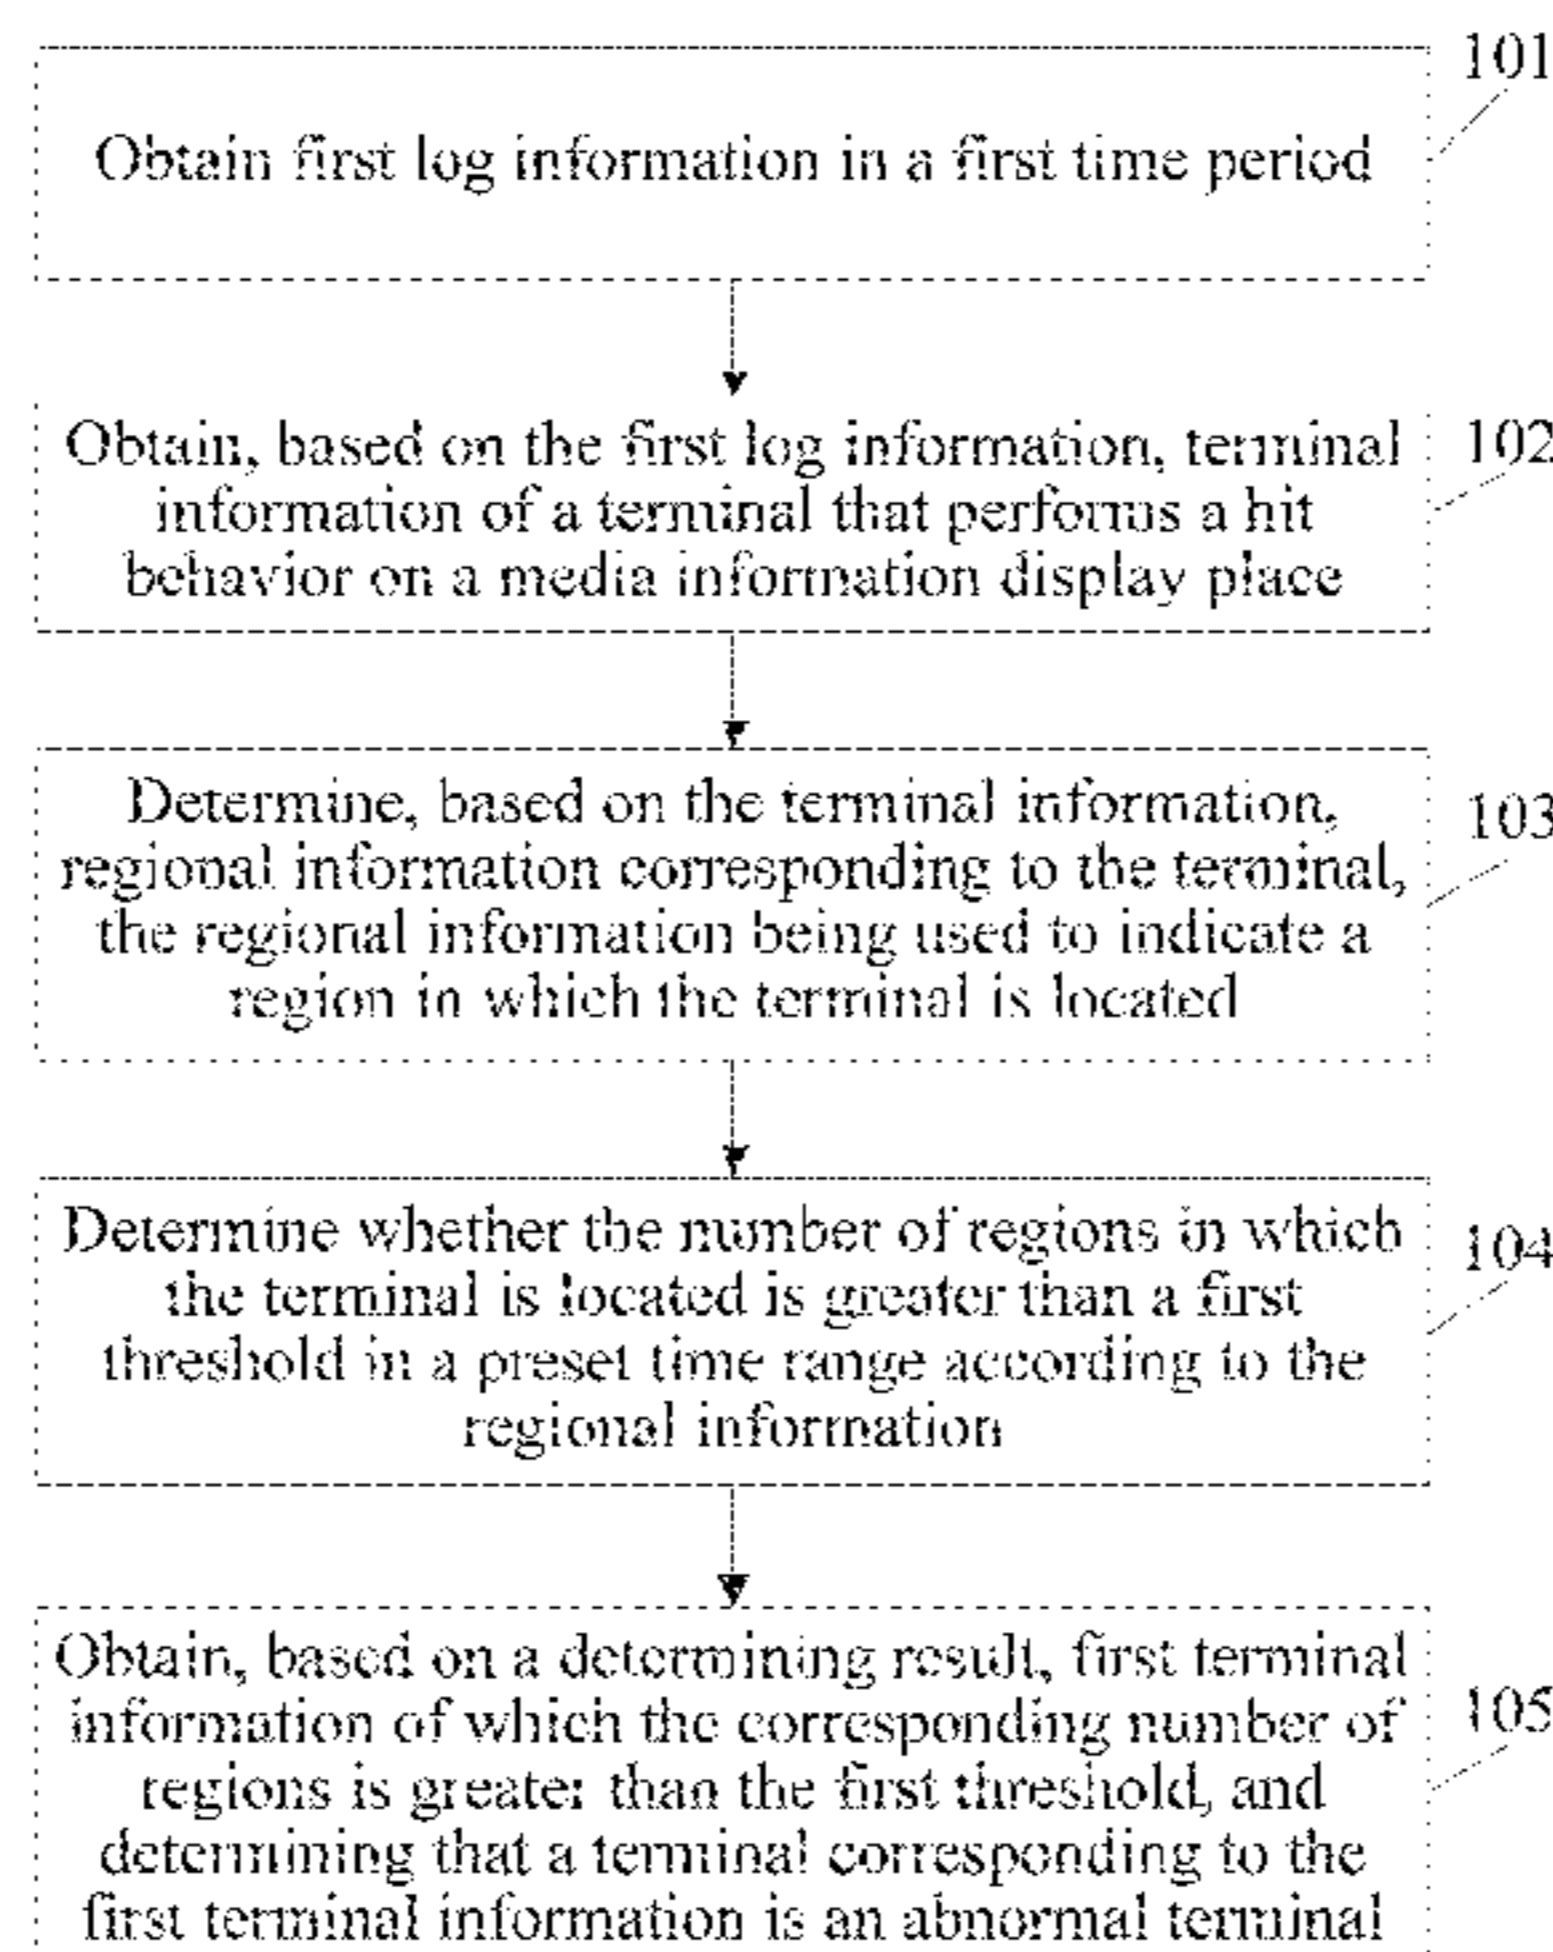 101
Obtain first log information in a first time period
Obtain, based on the first log information, terminal
information of a terminal that performs a hit
behavior on a media information display place
102
Determine, based on the terminal information,
regional information corresponding to the terminal,
the regional information being used to indicate a
region in which the terminal is located
103
Determine whether the number of regions in which
the terminal is located is greater than a first
threshold in a preset time range according to the
regional information
104
Obtain, based on a determining result, first terminal
information of which the corresponding number of
regions is greater than the first threshold, and
determining that a terminal corresponding to the
first terminal information is an abnormal terminal
105